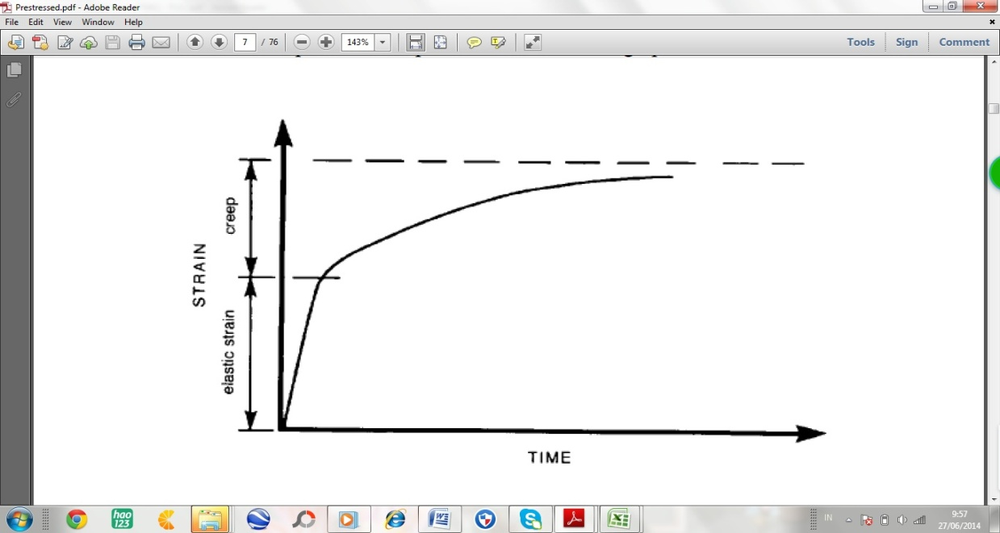 Prestressed.pdf - Adobe Reader
File Edit View Window Help
7 / 76 143% Tools Sign Comment
creep
STRAIN
elastic strain
TIME
hao
123
IN
9:57
27/06/2014